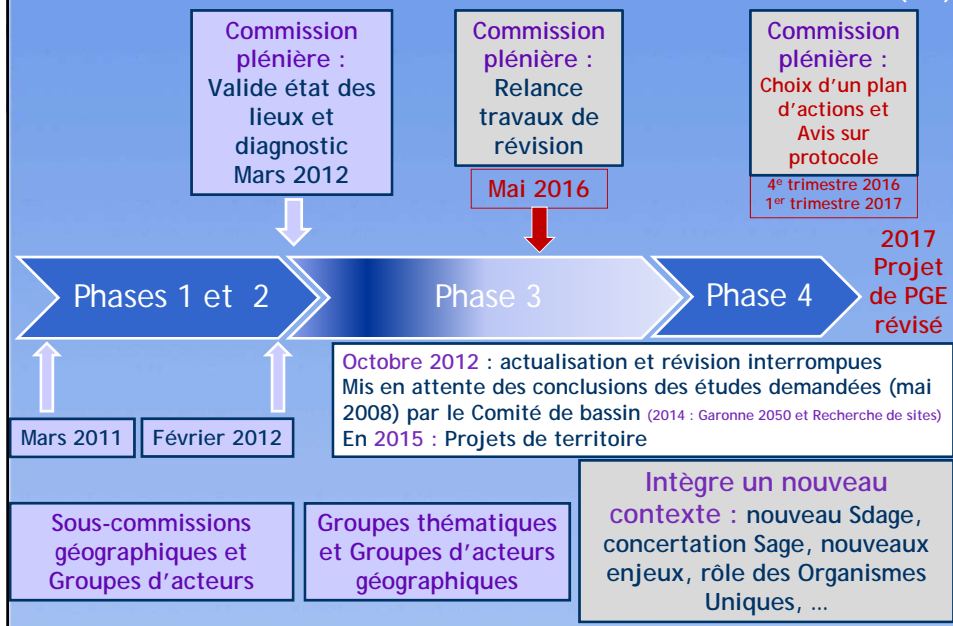 Commission
plénière :
Valide état des
lieux et
diagnostic
Mars 2012
Commission
plénière :
Relance
travaux de
révision
Mai 2016
Commission
plénière :
Choix d'un plan
d'actions et
Avis sur
protocole
4e trimestre 2016
1er trimestre 2017
Phases 1 et 2
Phase 3
Phase 4
2017
Projet
de PGE
révisé
Mars 2011
Février 2012
Octobre 2012 : actualisation et révision interrompues
Mis en attente des conclusions des études demandées (mai
2008) par le Comité de bassin (2014 : Garonne 2050 et Recherche de sites)
En 2015 : Projets de territoire
Sous-commissions
géographiques et
Groupes d'acteurs
Groupes thématiques
et Groupes d'acteurs
géographiques
Intègre un nouveau
contexte : nouveau Sdage,
concertation Sage, nouveaux
enjeux, rôle des Organismes
Uniques, ...